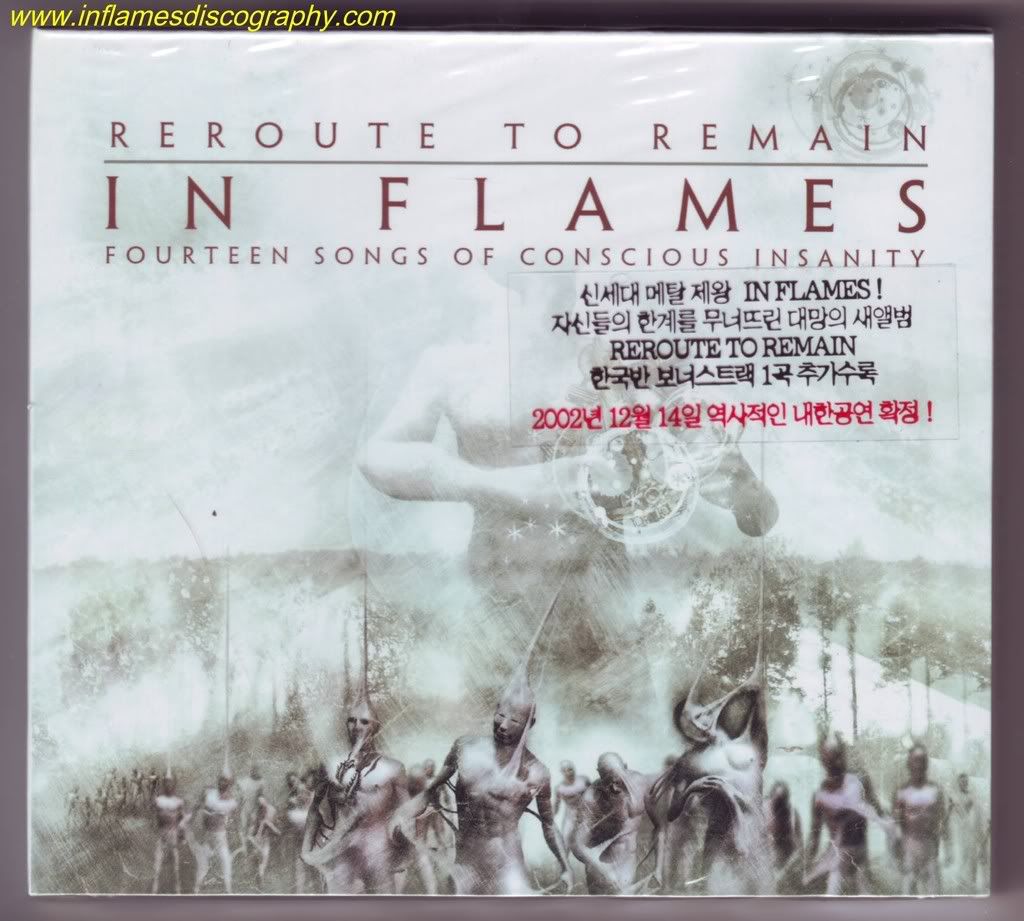 www.inflamesdiscography.com
REROUTE TO REMAIN
IN FLAMES
FOURTEEN SONGS OF CONSCIOUS INSANITY
신세대 메탈 제왕 IN FLAMES !
자신들의 한계를 무너뜨린 대망의 새앨범
REROUTE TO REMAIN
한국반 보너스트랙 1곡 추가수록
2002년 12월 14일 역사적인 내한공연 확정 !